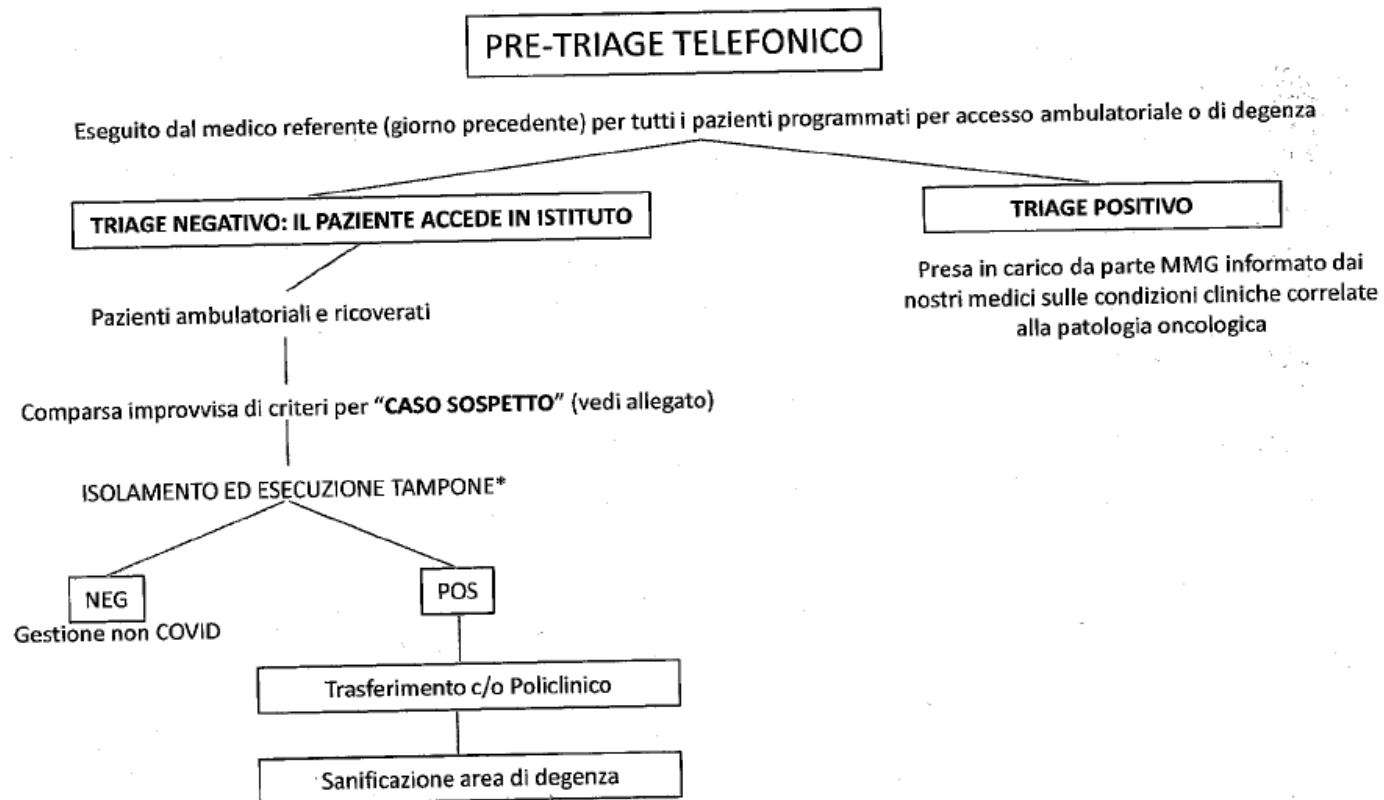 PRE-TRIAGE TELEFONICO
Eseguito dal medico referente (giorno precedente) per tutti i pazienti programmati per accesso ambulatoriale o di degenza
TRIAGE NEGATIVO: IL PAZIENTE ACCEDE IN ISTITUTO
TRIAGE POSITIVO
Presa in carico da parte MMG informato dai
nostri medici sulle condizioni cliniche correlate
alla patologia oncologica
Pazienti ambulatoriali e ricoverati
Comparsa improvvisa di criteri per "CASO SOSPETTO" (vedi allegato)
ISOLAMENTO ED ESECUZIONE TAMPONE*
NEG
Gestione non COVID
POS
Trasferimento c/o Policlinico
Sanificazione area di degenza